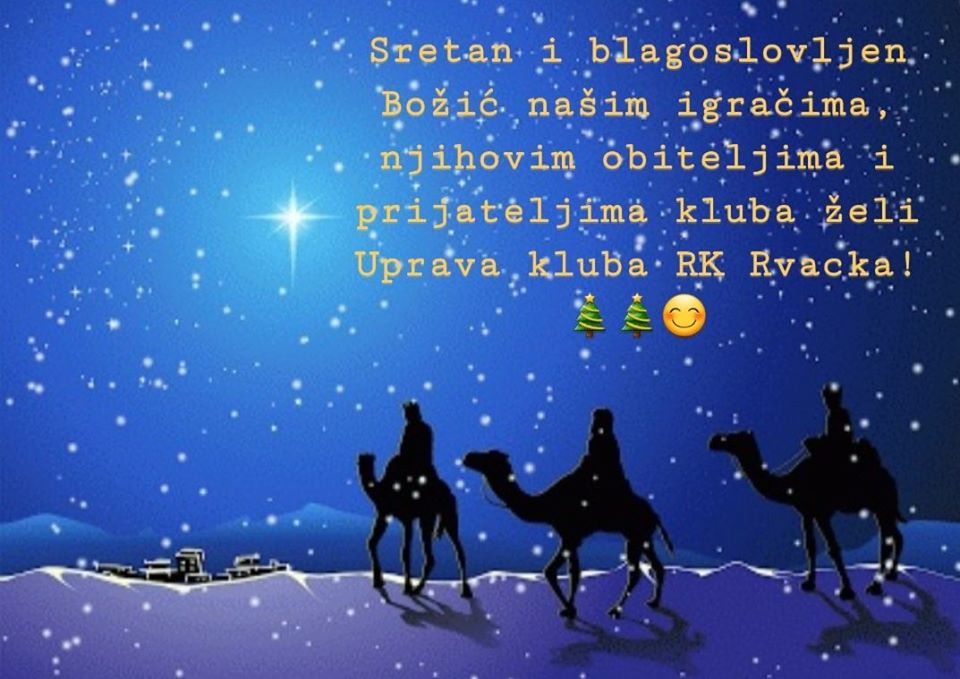 Sretan i blagoslovljen
Božić našim igračima,
njihovim obiteljima i
prijateljima kluba želi
Uprava kluba RK Rvacka!
🎄🎄😊